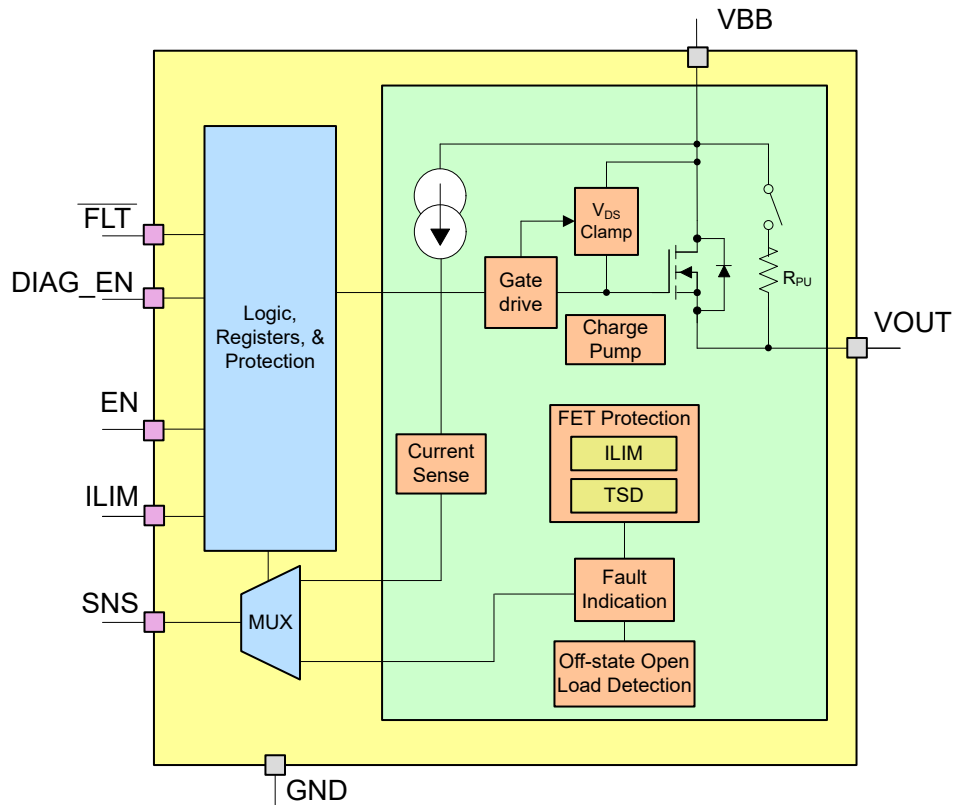 VBB
FLT
DIAG_EN
EN
ILIM
SNS
GND
VOUT
Logic,
Registers, &
Protection
MUX
Current
Sense
Gate
drive
VDS
Clamp
Charge
Pump
RPU
FET Protection
ILIM
TSD
Fault
Indication
Off-state Open
Load Detection